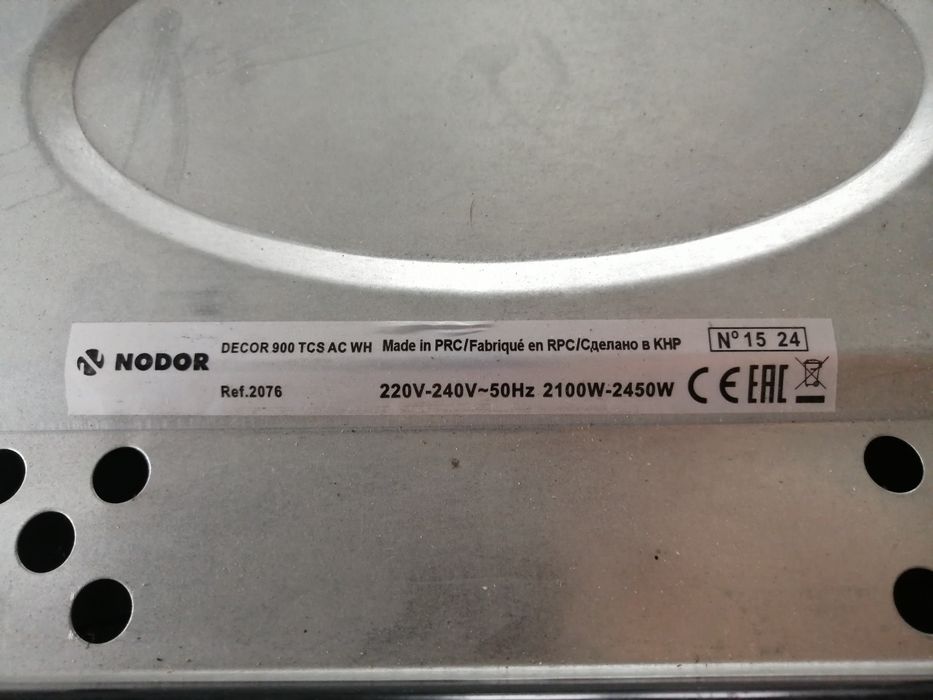 NODOR
DECOR 900 TCS AC WH Made in PRC/Fabriqué en RPC/Сделано в КНР
Nº 15 24
Ref.2076
220V-240V~50Hz 2100W-2450W CE EAC